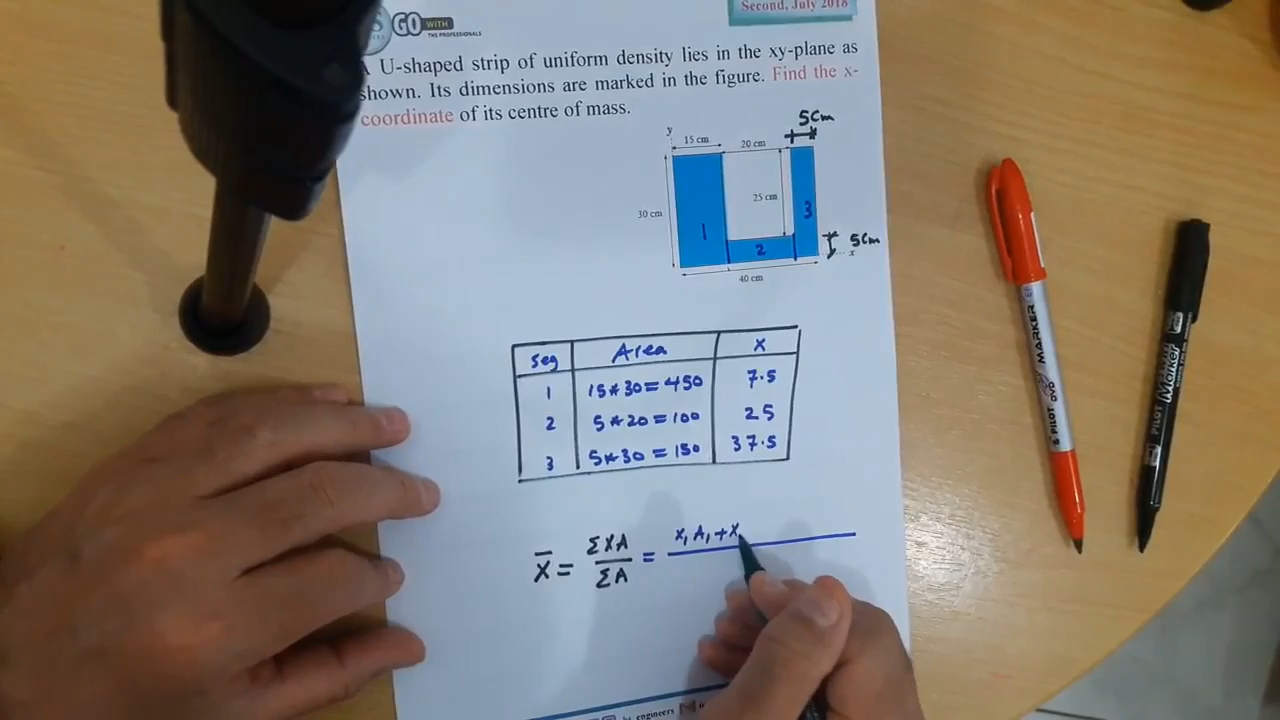 Second, July 2018
S GO WITH
THE PROFESSIONALS
U-shaped strip of uniform density lies in the xy-plane as
shown. Its dimensions are marked in the figure. Find the x-
coordinate of its centre of mass.
5Cm
y
15 cm
20 cm
25 cm
30 cm
1
2
3
5Cm
x
40 cm
Seg Area X
1 15*30=450 7.5
2 5*20=100 25
3 5*30=150 37.5
X̄ = ΣXA / ΣA = X₁A₁+X
engineers
PILOT DVD MARKER
PILOT Marker